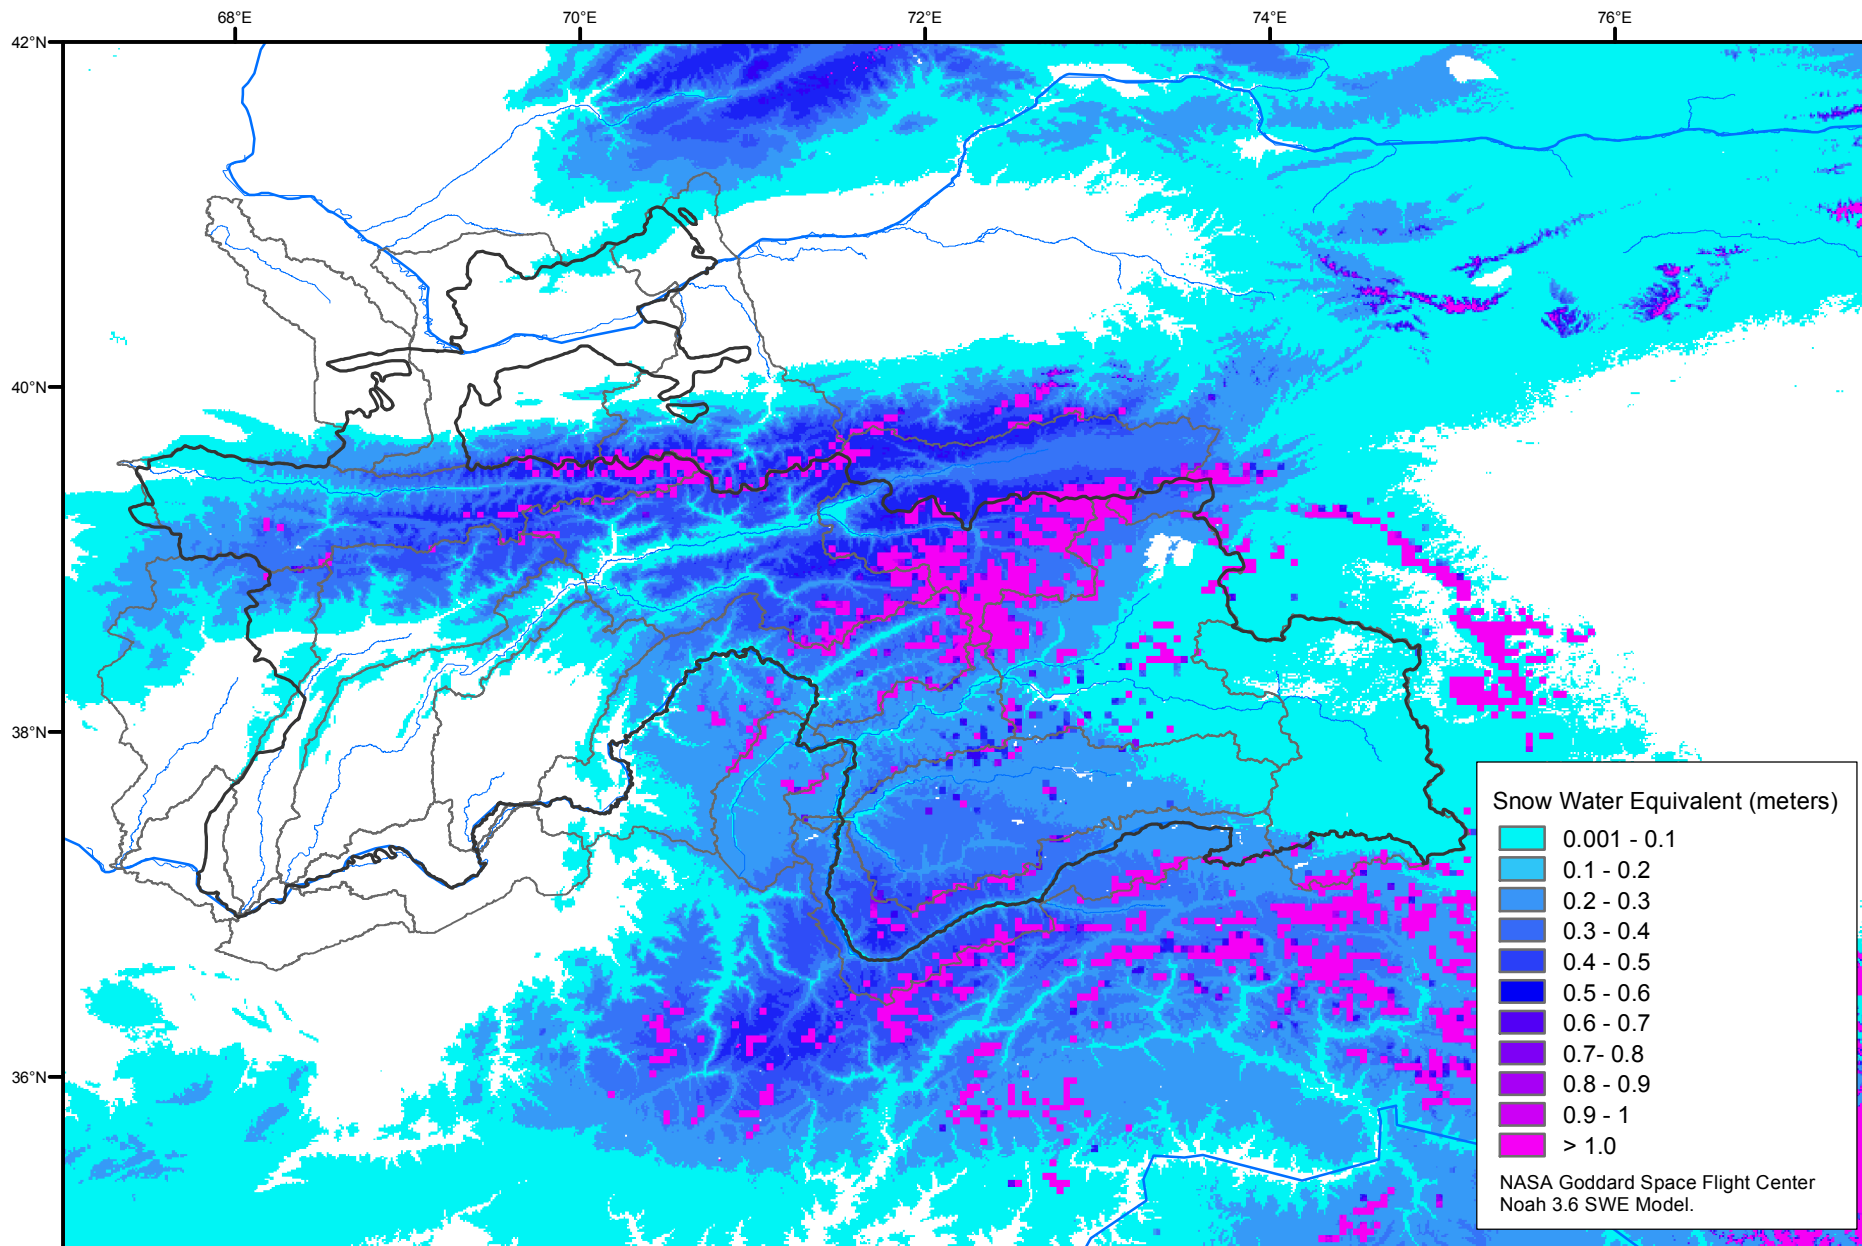 68°E 70°E 72°E 74°E 76°E
42°N
40°N
38°N
36°N
Snow Water Equivalent (meters)
0.001 - 0.1
0.1 - 0.2
0.2 - 0.3
0.3 - 0.4
0.4 - 0.5
0.5 - 0.6
0.6 - 0.7
0.7- 0.8
0.8 - 0.9
0.9 - 1
> 1.0
NASA Goddard Space Flight Center
Noah 3.6 SWE Model.